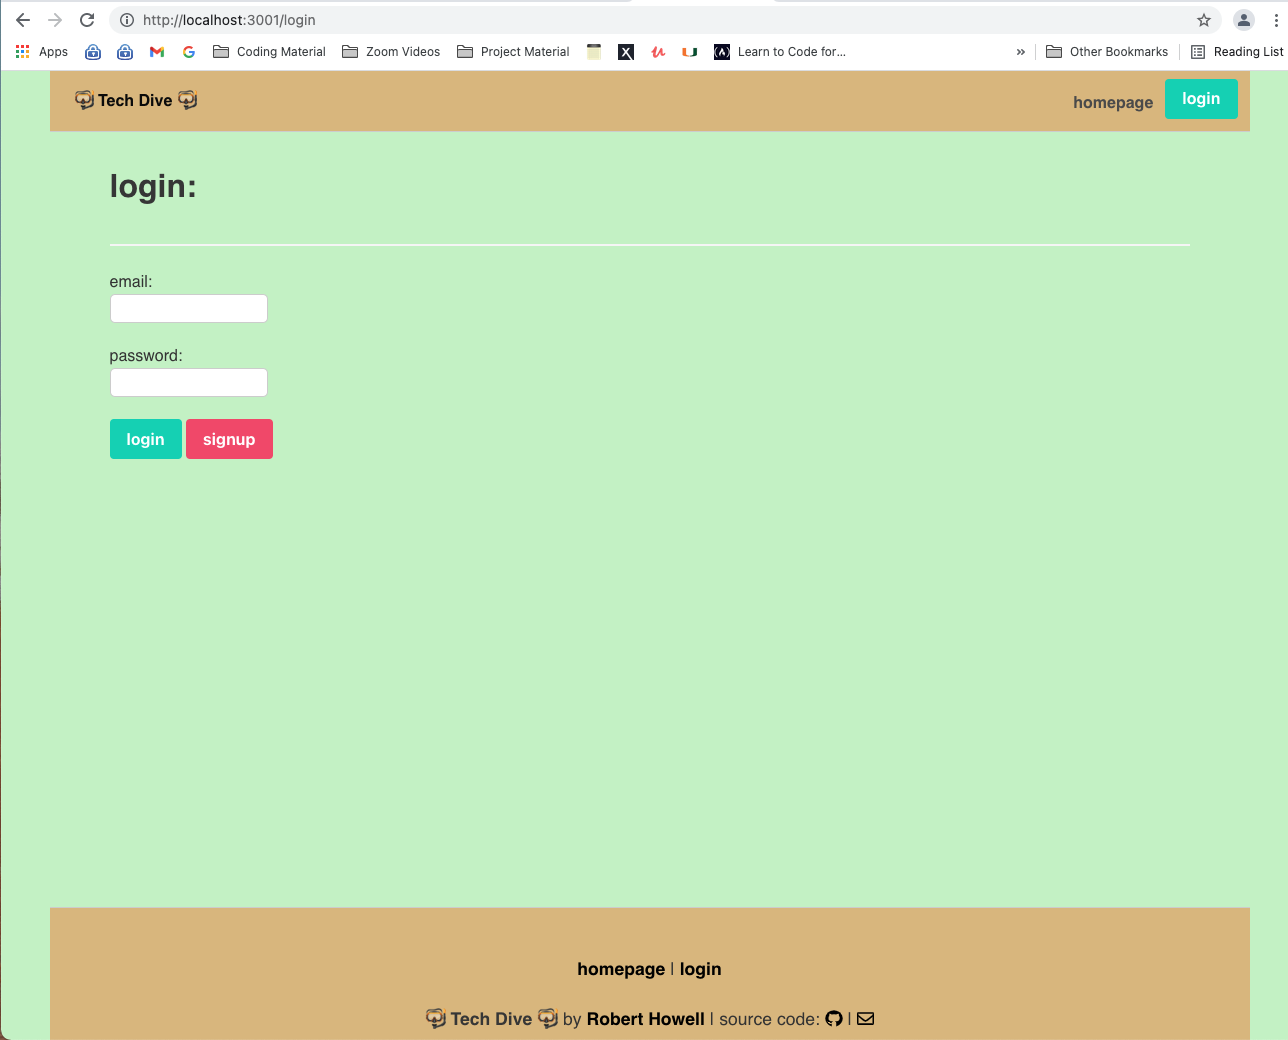 http://localhost:3001/login
Apps Coding Material Zoom Videos Project Material Learn to Code for... » Other Bookmarks Reading List
Tech Dive homepage login
login:
email:
password:
login signup
homepage | login
Tech Dive by Robert Howell | source code: |